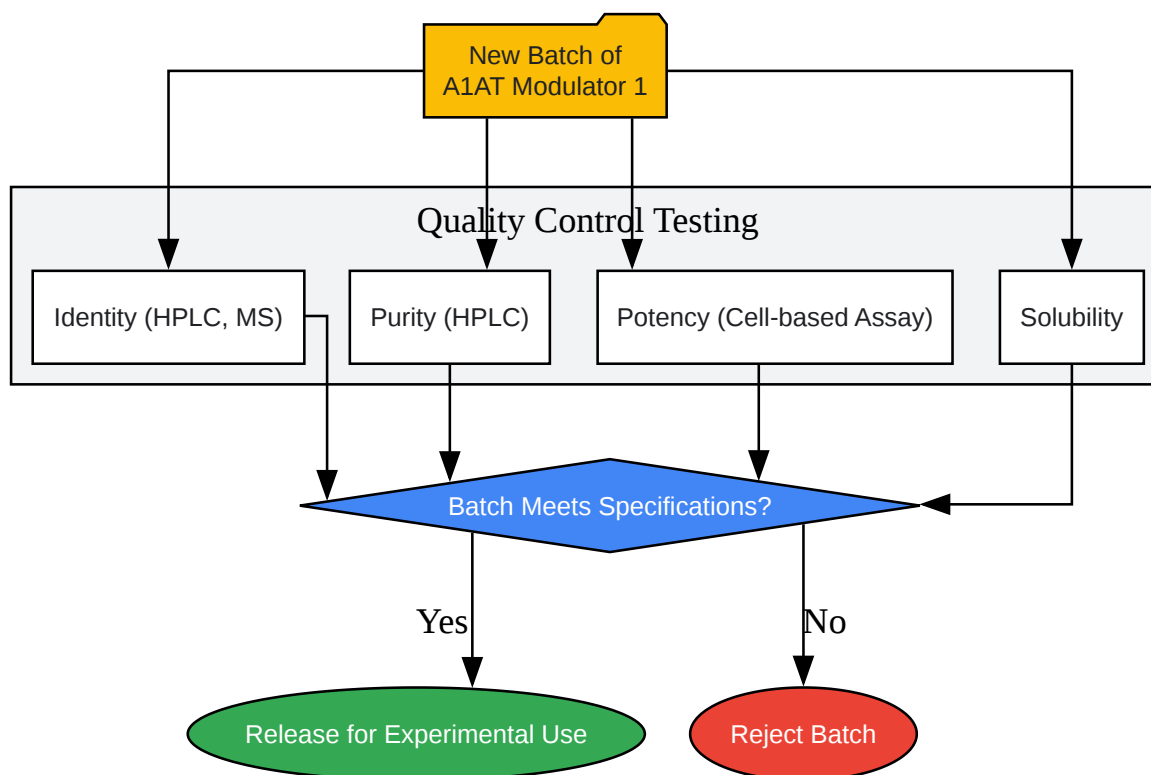 New Batch of
A1AT Modulator 1
Quality Control Testing
Identity (HPLC, MS)
Purity (HPLC)
Potency (Cell-based Assay)
Solubility
Batch Meets Specifications?
Yes
No
Release for Experimental Use
Reject Batch